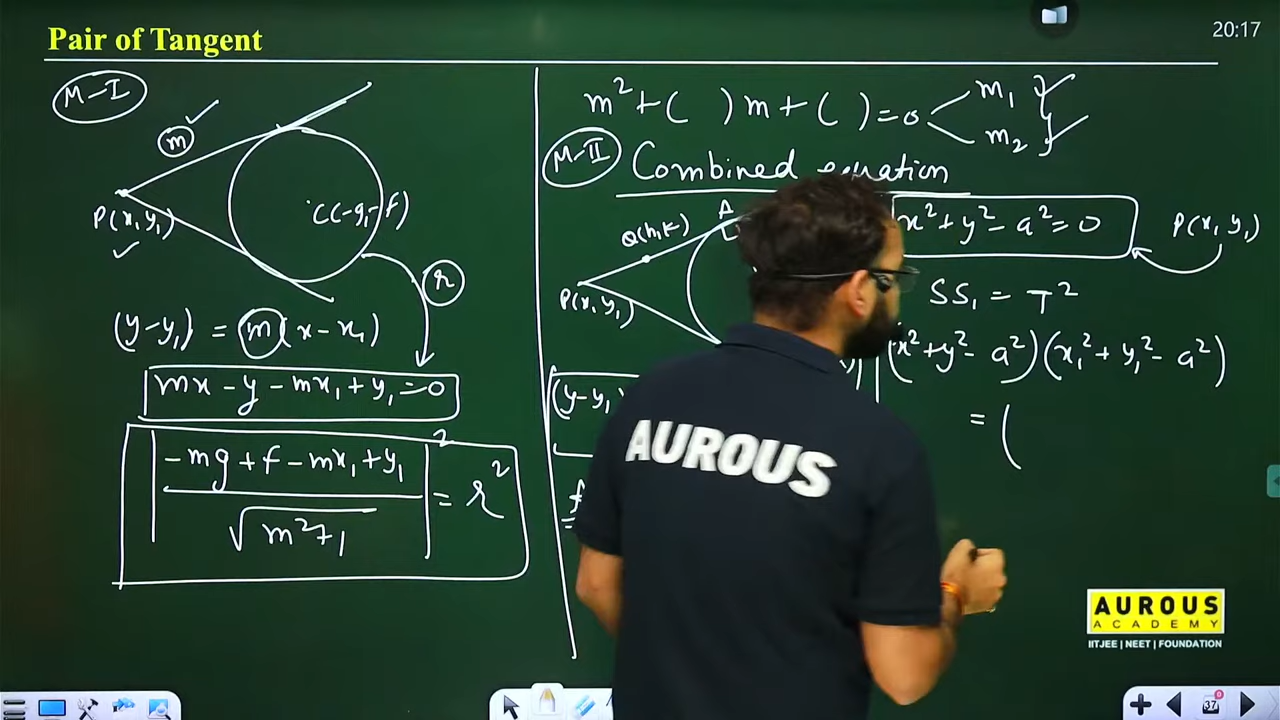 Pair of Tangent
20:17
M-I
m
P(x₁ y₁)
C(-g,-f)
r
(y-y₁) = m(x-x₁)
mx-y-mx₁+y₁=0
|(-mg+f-mx₁+y₁)/√(m²+1)|² = r²
m²+( )m+( )=0 m₁
m₂
M-II Combined equation
A
Q(h,k)
P(x₁ y₁)
(y-y₁
x²+y²-a²=0
P(x₁ y₁)
SS₁ = T²
(x²+y²-a²)(x₁²+y₁²-a²)
= (
AUROUS
AUROUS
ACADEMY
IITJEE | NEET | FOUNDATION
37